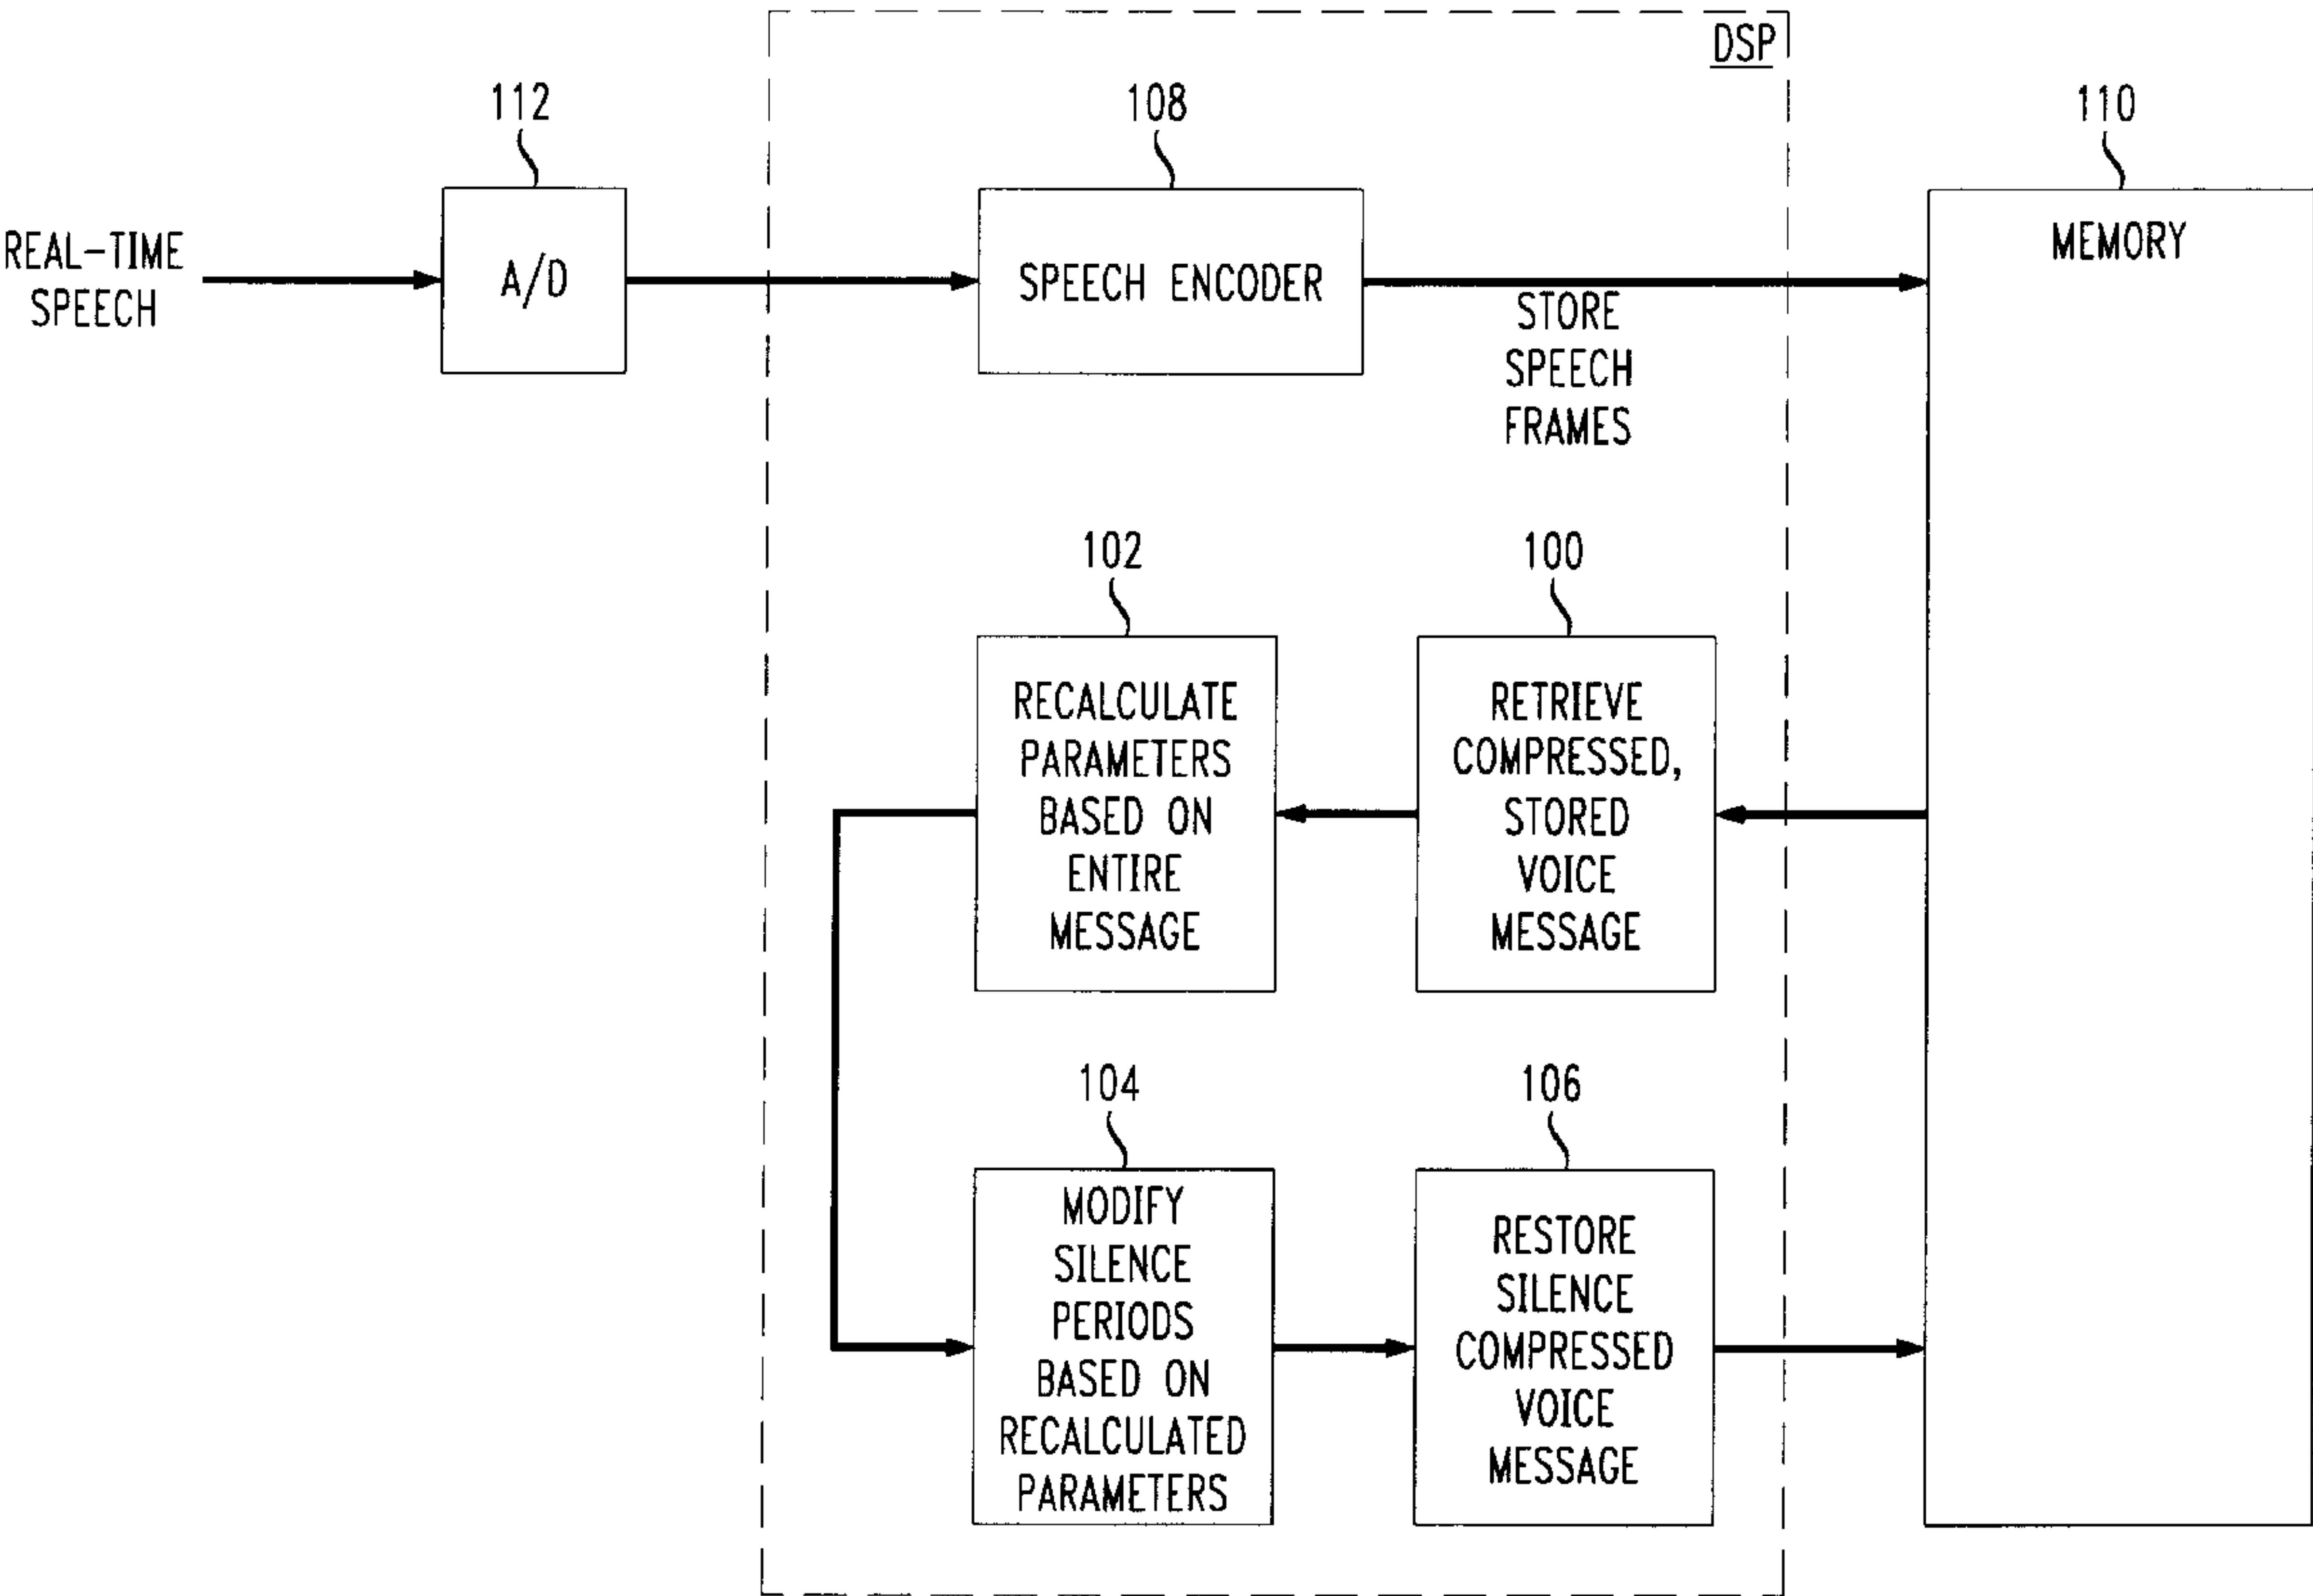 DSP
112
108
110
REAL-TIME
SPEECH
A/D
SPEECH ENCODER
MEMORY
STORE
SPEECH
FRAMES
102
100
RECALCULATE
PARAMETERS
BASED ON
ENTIRE
MESSAGE
RETRIEVE
COMPRESSED,
STORED
VOICE
MESSAGE
104
106
MODIFY
SILENCE
PERIODS
BASED ON
RECALCULATED
PARAMETERS
RESTORE
SILENCE
COMPRESSED
VOICE
MESSAGE